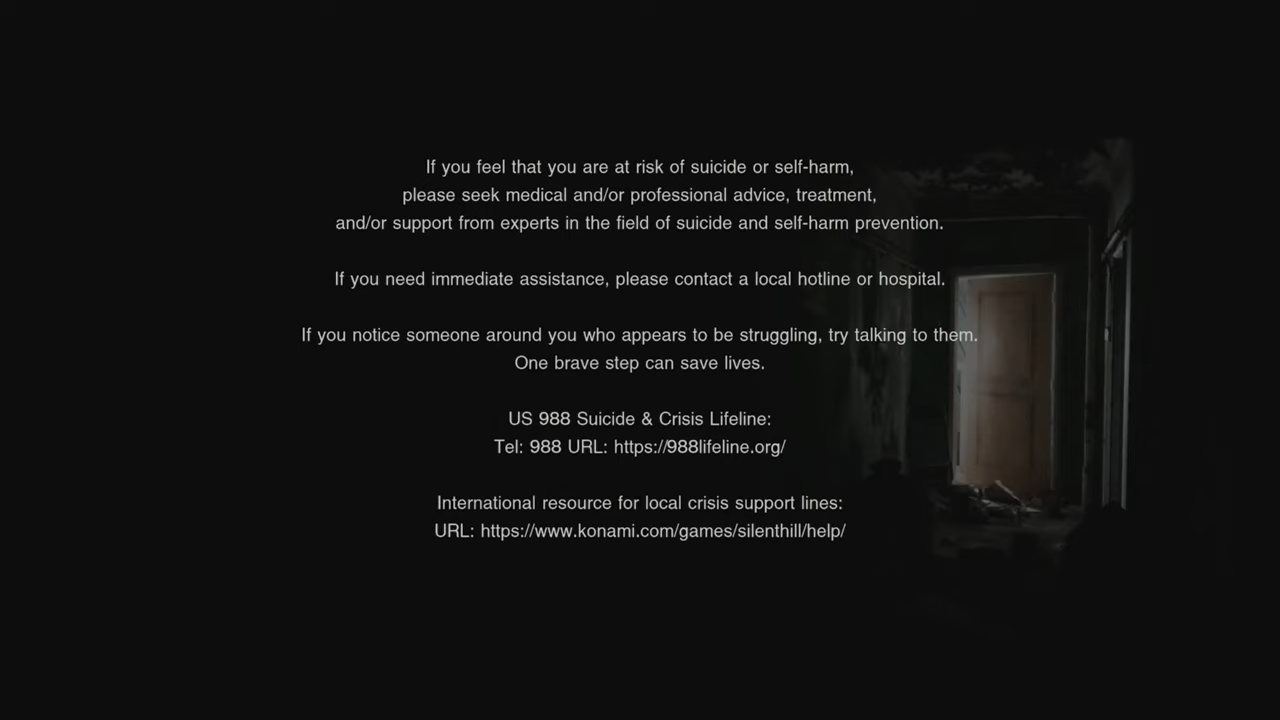 If you feel that you are at risk of suicide or self-harm,
please seek medical and/or professional advice, treatment,
and/or support from experts in the field of suicide and self-harm prevention.
If you need immediate assistance, please contact a local hotline or hospital.
If you notice someone around you who appears to be struggling, try talking to them.
One brave step can save lives.
US 988 Suicide & Crisis Lifeline:
Tel: 988 URL: https://988lifeline.org/
International resource for local crisis support lines:
URL: https://www.konami.com/games/silenthill/help/